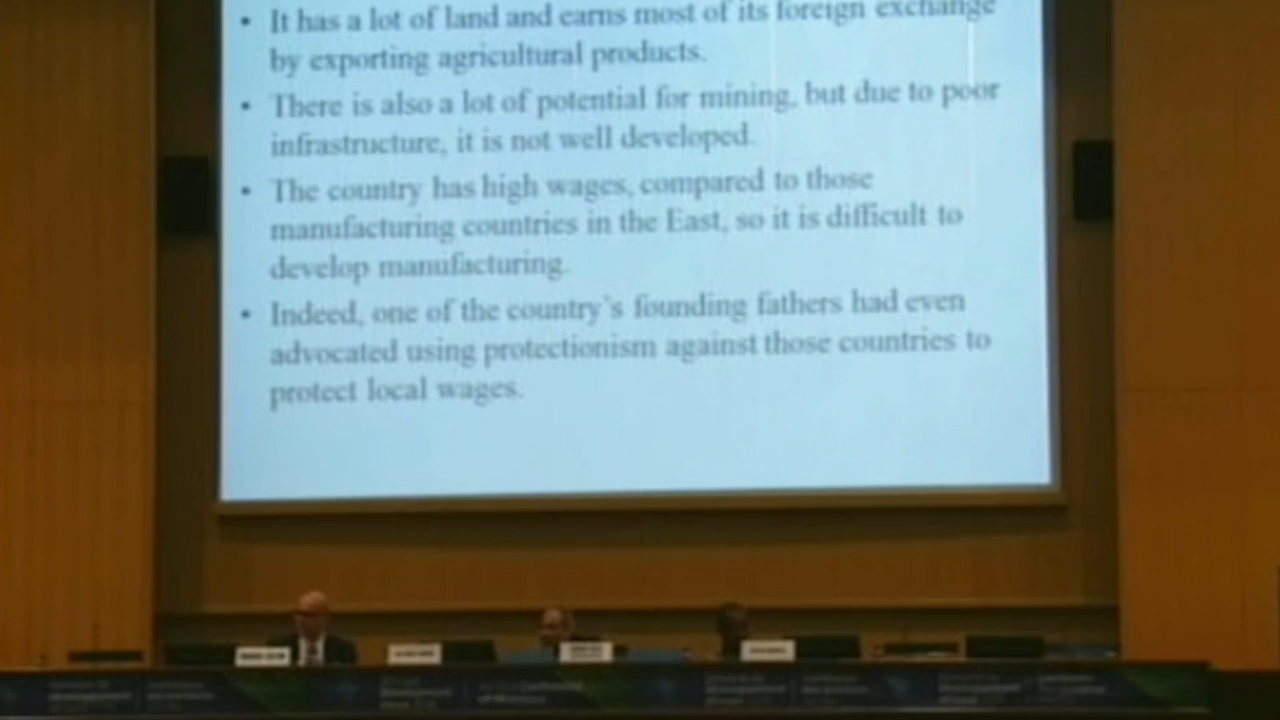 • It has a lot of land and earns most of its foreign exchange
by exporting agricultural products.
• There is also a lot of potential for mining, but due to poor
infrastructure, it is not well developed.
• The country has high wages, compared to those
manufacturing countries in the East, so it is difficult to
develop manufacturing.
• Indeed, one of the country's founding fathers had even
advocated using protectionism against those countries to
protect local wages.